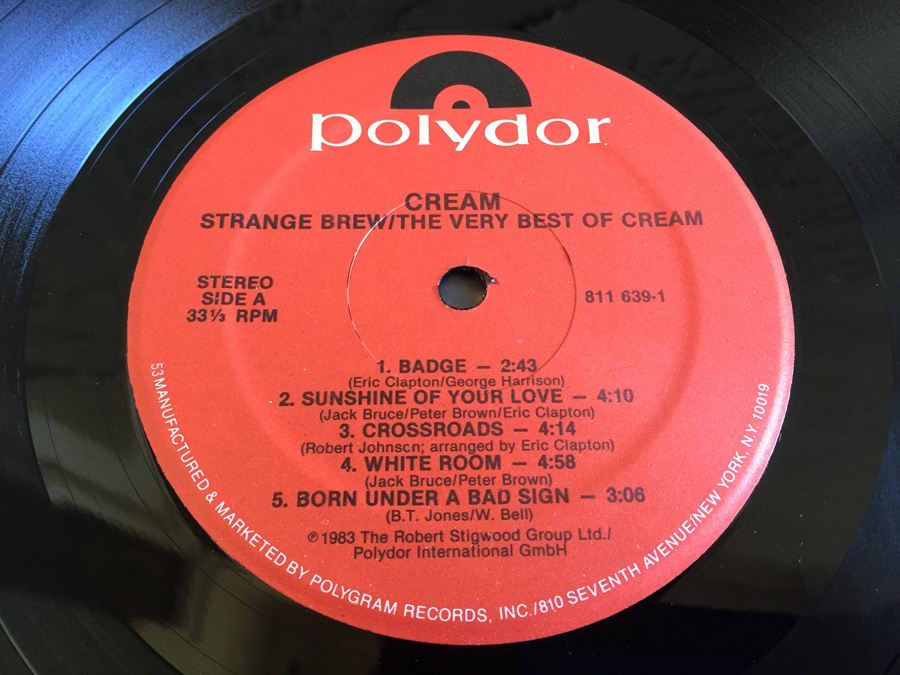 polydor
CREAM
STRANGE BREW/THE VERY BEST OF CREAM
STEREO
SIDE A
33⅓ RPM
811 639-1
1. BADGE — 2:43
(Eric Clapton/George Harrison)
2. SUNSHINE OF YOUR LOVE — 4:10
(Jack Bruce/Peter Brown/Eric Clapton)
3. CROSSROADS — 4:14
(Robert Johnson; arranged by Eric Clapton)
4. WHITE ROOM — 4:58
(Jack Bruce/Peter Brown)
5. BORN UNDER A BAD SIGN — 3:06
(B.T. Jones/W. Bell)
℗ 1983 The Robert Stigwood Group Ltd./
Polydor International GmbH
53 MANUFACTURED & MARKETED BY POLYGRAM RECORDS, INC./810 SEVENTH AVENUE/NEW YORK, N.Y. 10019